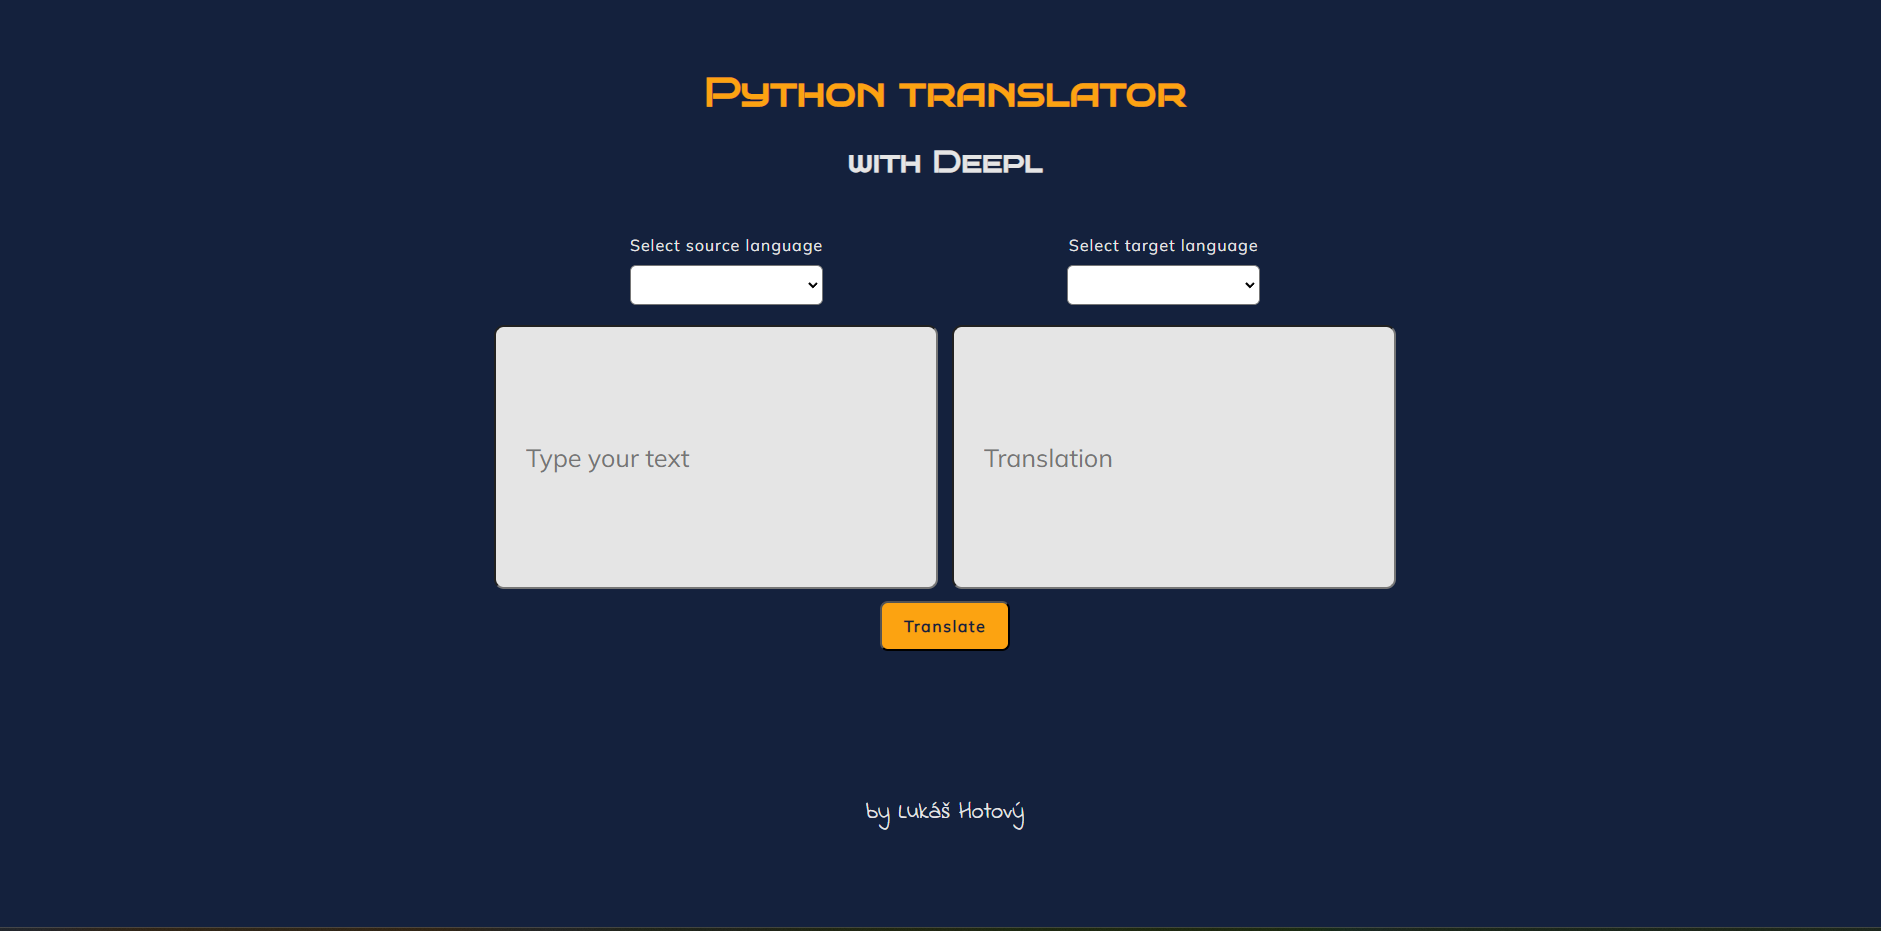 Python translator
with Deepl
Select source language
Select target language
Type your text
Translation
Translate
by Lukáš Hotový